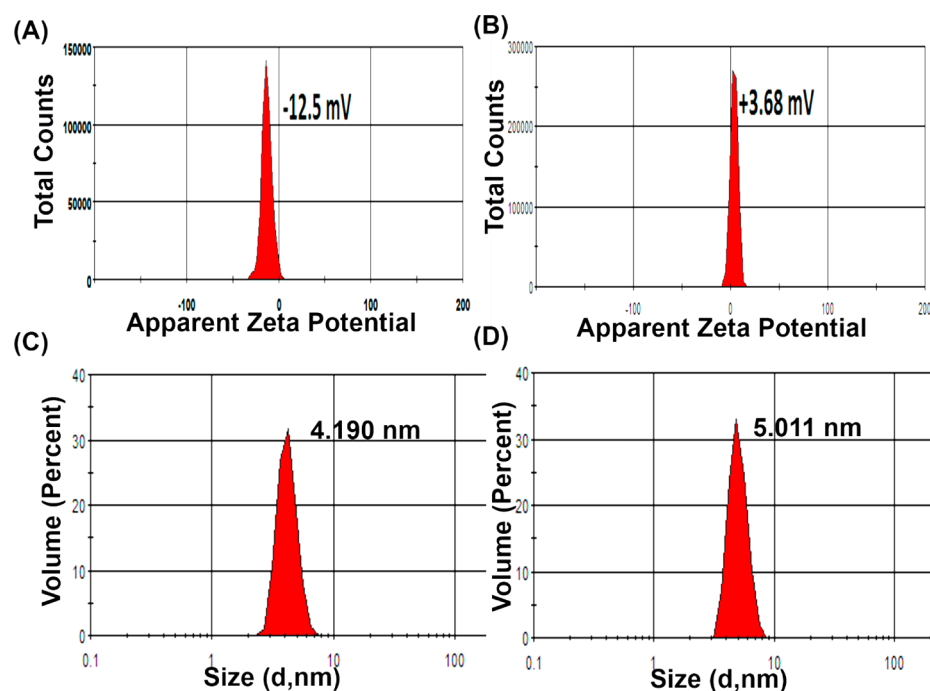 (A)
Total Counts
150000
100000
50000
0
-12.5 mV
-100
0
100
200
Apparent Zeta Potential
(B)
Total Counts
300000
200000
100000
0
+3.68 mV
-100
0
100
200
Apparent Zeta Potential
(C)
Volume (Percent)
40
30
20
10
0
4.190 nm
0.1
1
10
100
Size (d,nm)
(D)
Volume (Percent)
40
30
20
10
0
5.011 nm
0.1
1
10
100
Size (d,nm)